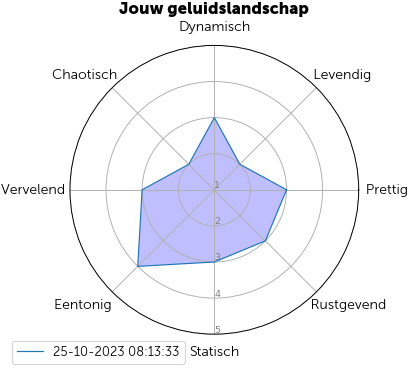 Jouw geluidslandschap
Dynamisch
Chaotisch
Levendig
Vervelend
1
Prettig
2
3
4
Eentonig
Rustgevend
5
25-10-2023 08:13:33
Statisch